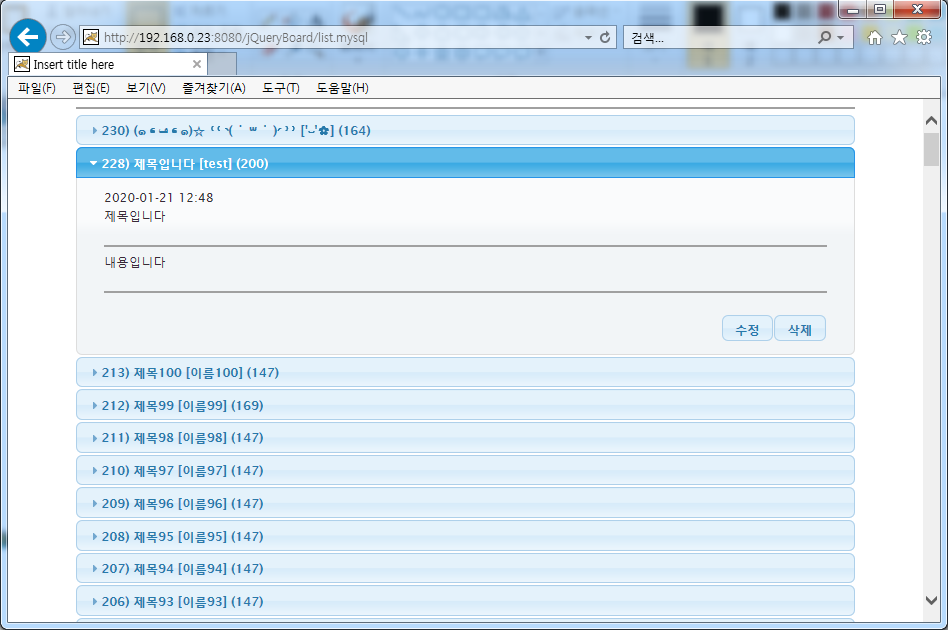 http://192.168.0.23:8080/jQueryBoard/list.mysql
검색...
Insert title here
파일(F) 편집(E) 보기(V) 즐겨찾기(A) 도구(T) 도움말(H)
228) 제목입니다 [test] (200)
2020-01-21 12:48
제목입니다
내용입니다
수정 삭제
213) 제목100 [이름100] (147)
212) 제목99 [이름99] (169)
211) 제목98 [이름98] (147)
210) 제목97 [이름97] (147)
209) 제목96 [이름96] (147)
208) 제목95 [이름95] (147)
207) 제목94 [이름94] (147)
206) 제목93 [이름93] (147)